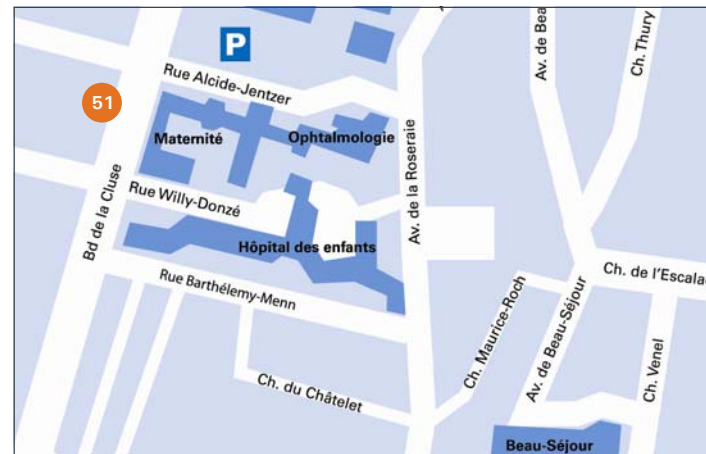 P
Rue Alcide-Jentzer
51
Maternité
Ophtalmologie
Av. de Beau
Ch. Thury
Rue Willy-Donzé
Av. de la Roseraie
Bd de la Cluse
Hôpital des enfants
Rue Barthélemy-Menn
Ch. de l'Escalad
Ch. Maurice-Roch
Av. de Beau-Séjour
Ch. Venel
Ch. du Châtelet
Beau-Séjour